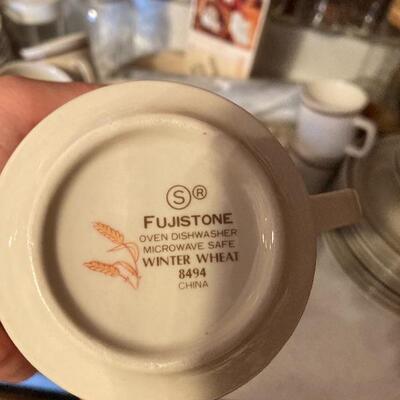 Ⓢ®
FUJISTONE
OVEN DISHWASHER
MICROWAVE SAFE
WINTER WHEAT
8494
CHINA